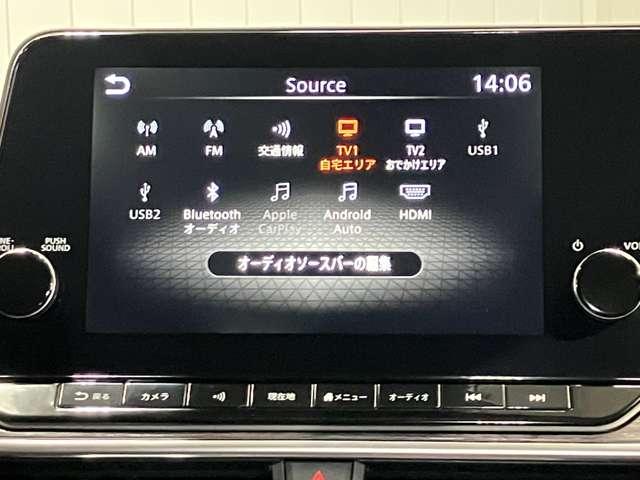 Source
14:06
AM
FM
交通情報
TV1
自宅エリア
TV2
おでかけエリア
USB1
USB2
Bluetooth
オーディオ
Apple
CarPlay
Android
Auto
HDMI
オーディオソースバーの編集
PUSH
SOUND
VOL
戻る
カメラ
現在地
メニュー
オーディオ